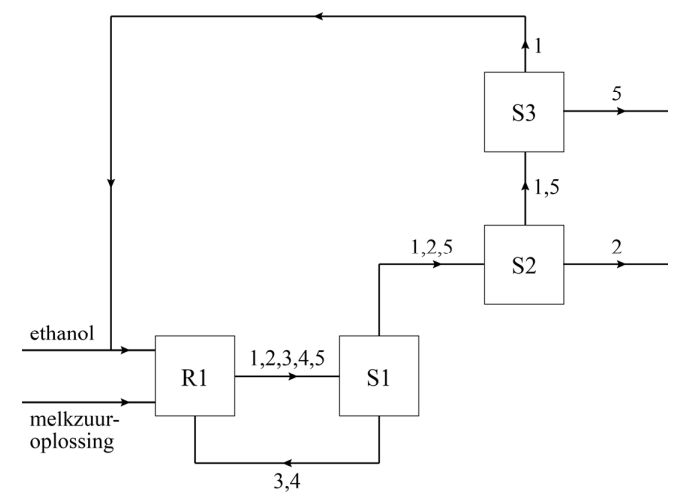 1
5
S3
1,5
1,2,5
2
S2
ethanol
1,2,3,4,5
R1
S1
melkzuur-
oplossing
3,4